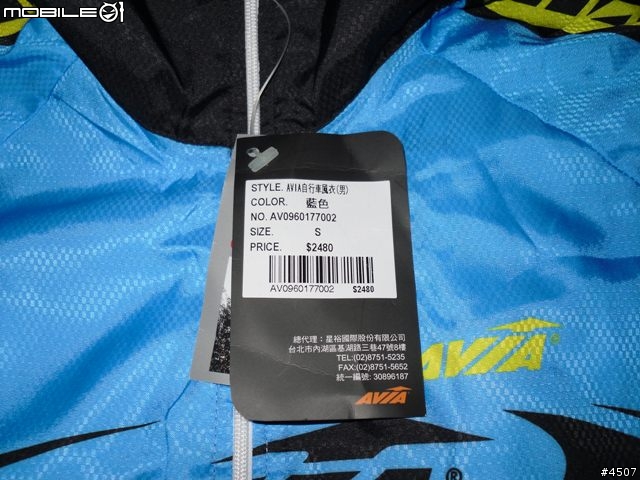 MOBILE01
AVIA
STYLE. AVIA自行車風衣(男)
COLOR. 藍色
NO. AV0960177002
SIZE. S
PRICE. $2480
AV0960177002 $2480
總代理：星裕國際股份有限公司
台北市內湖區基湖路三巷47號8樓
TEL:(02)8751-5235
FAX:(02)8751-5652
統一編號: 30896187
AVIA
AVIA®
AVIA®
#4507